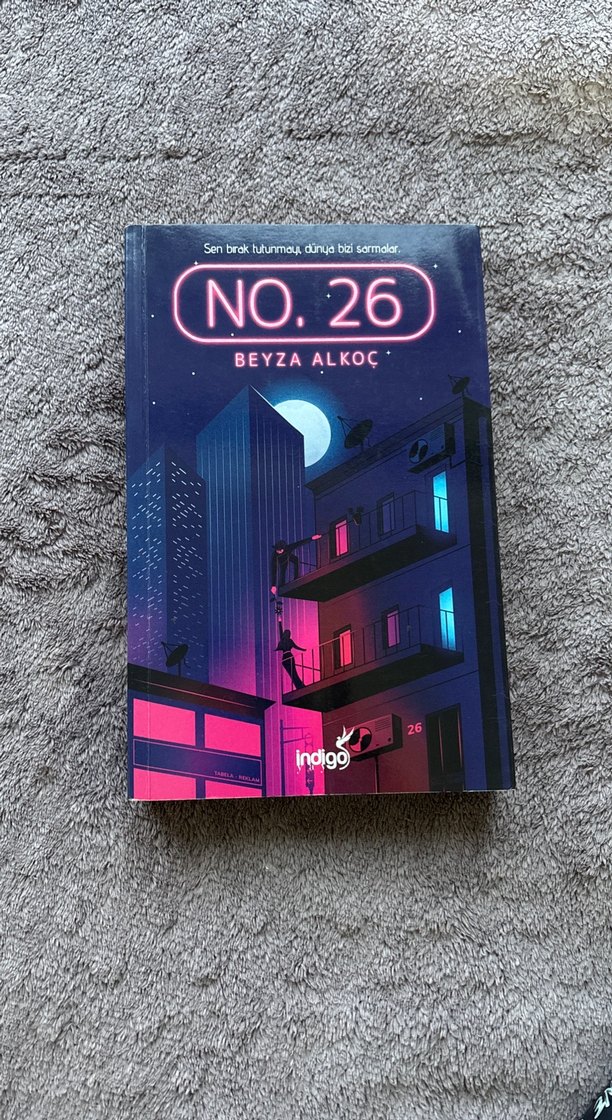 Sen bırak tutunmayı, dünya bizi sarmalar.
NO. 26
BEYZA ALKOÇ
26
indigo
TABELA - REKLAM